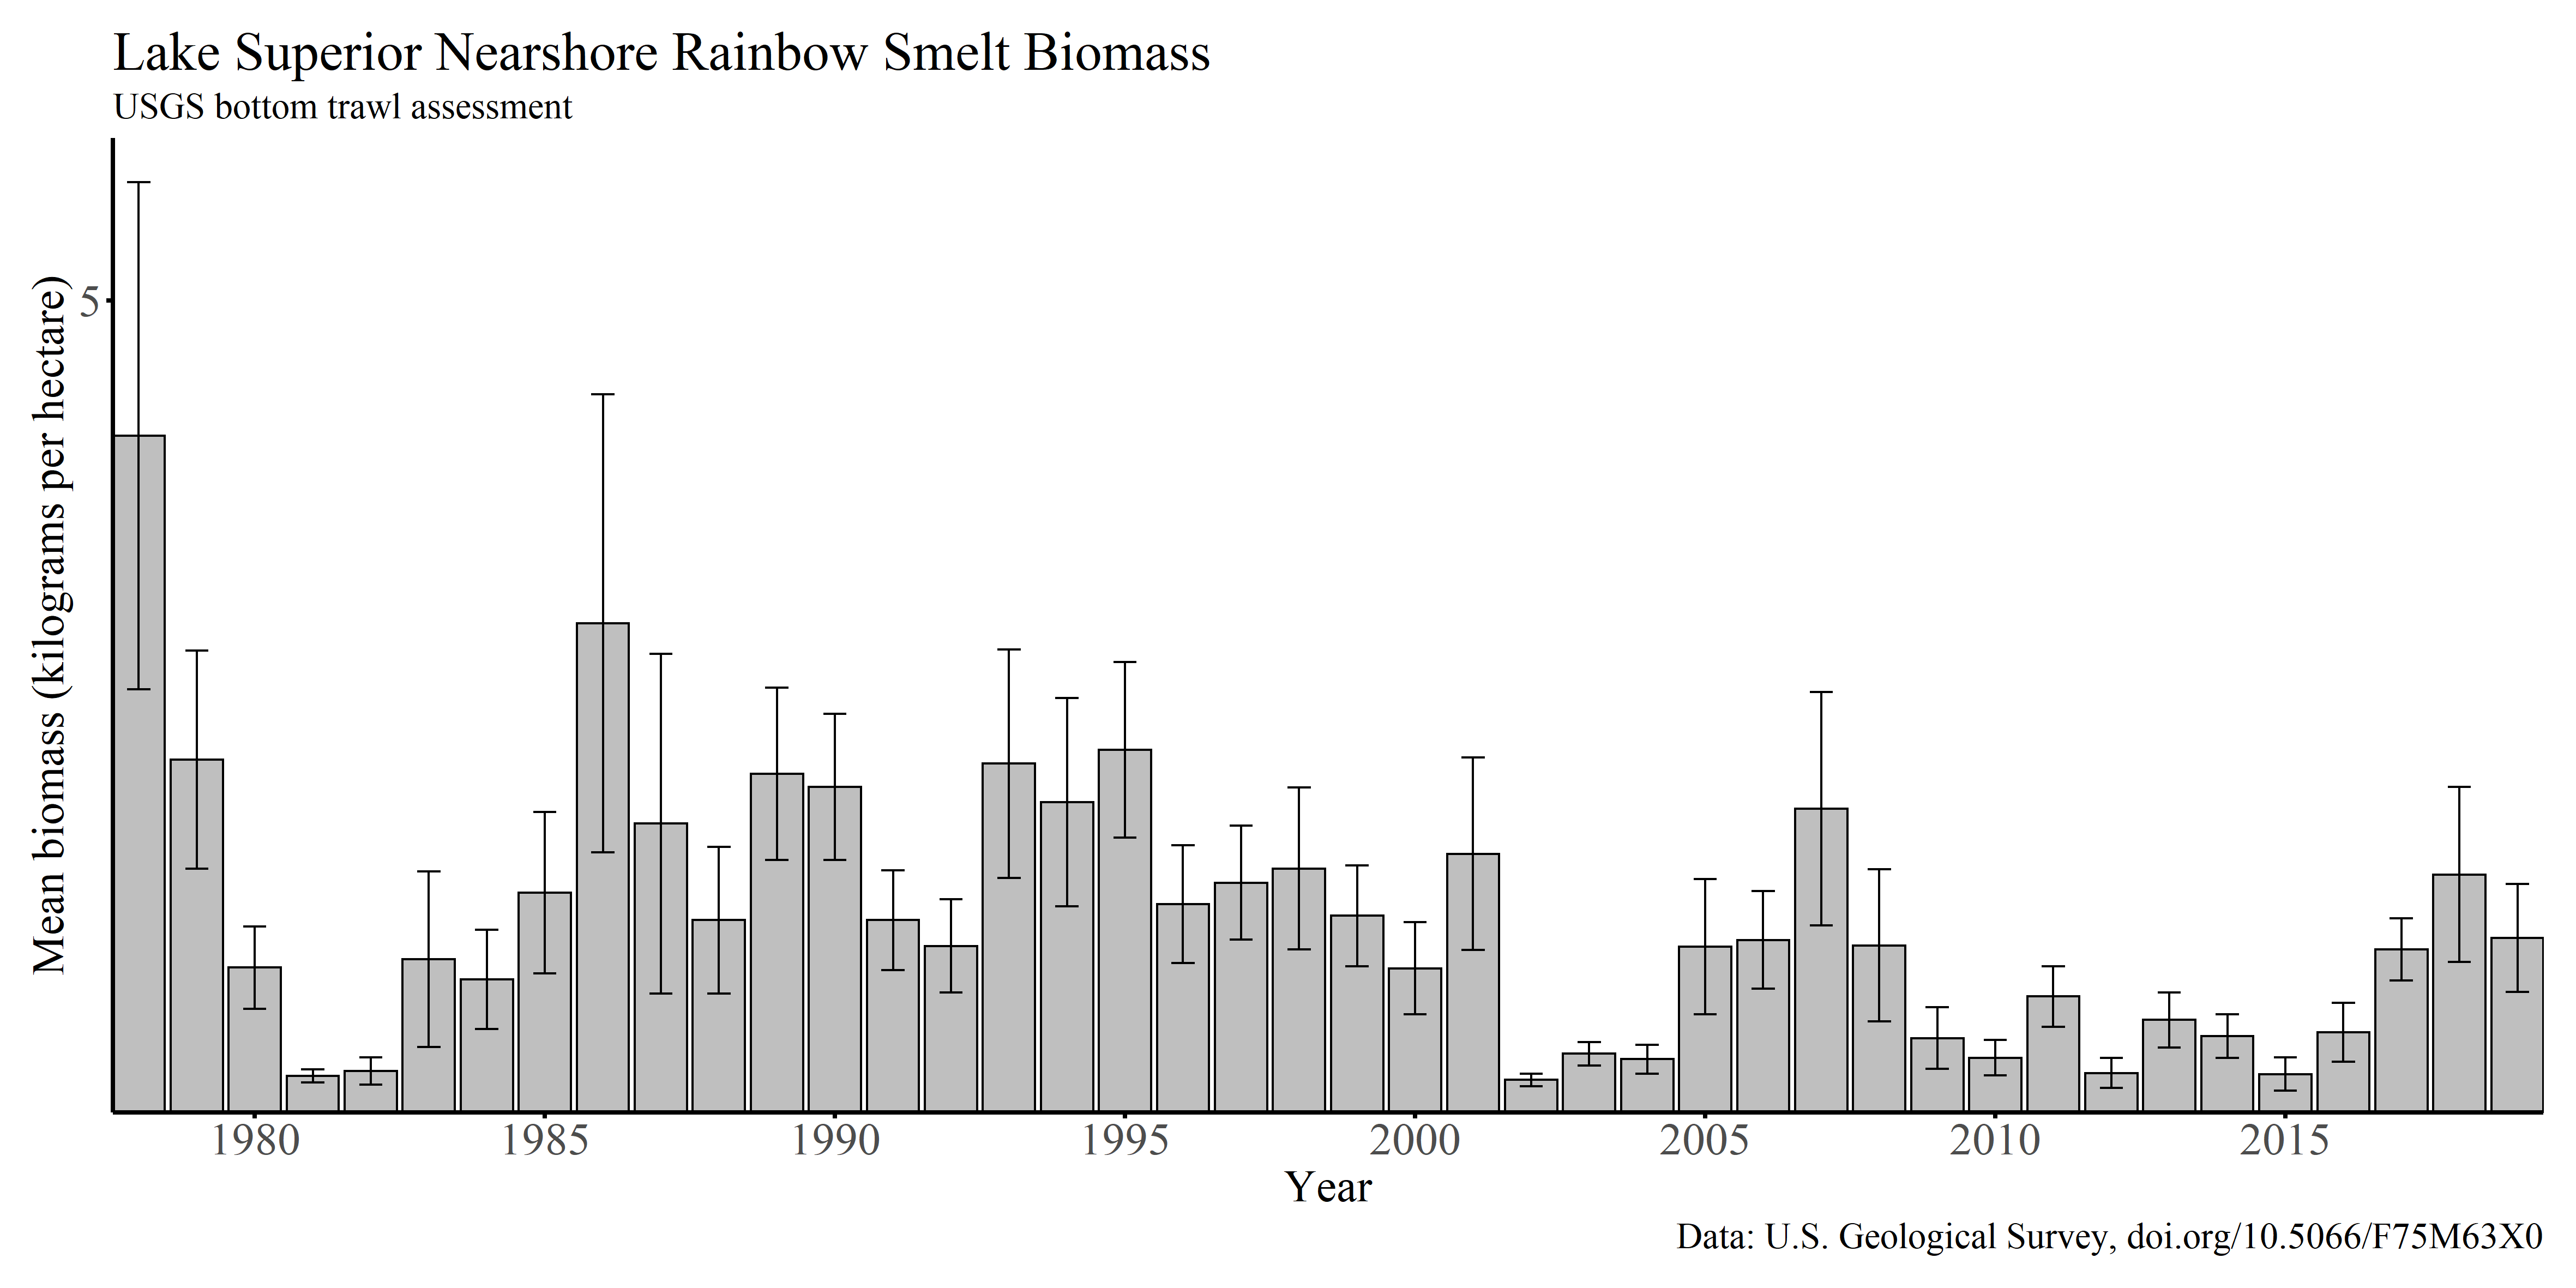 Lake Superior Nearshore Rainbow Smelt Biomass
USGS bottom trawl assessment
Mean biomass (kilograms per hectare)
5
1980 1985 1990 1995 2000 2005 2010 2015
Year
Data: U.S. Geological Survey, doi.org/10.5066/F75M63X0